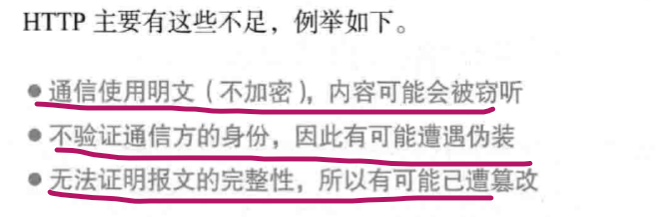 HTTP 主要有这些不足，例举如下。
● 通信使用明文（不加密），内容可能会被窃听
● 不验证通信方的身份，因此有可能遭遇伪装
● 无法证明报文的完整性，所以有可能已遭篡改